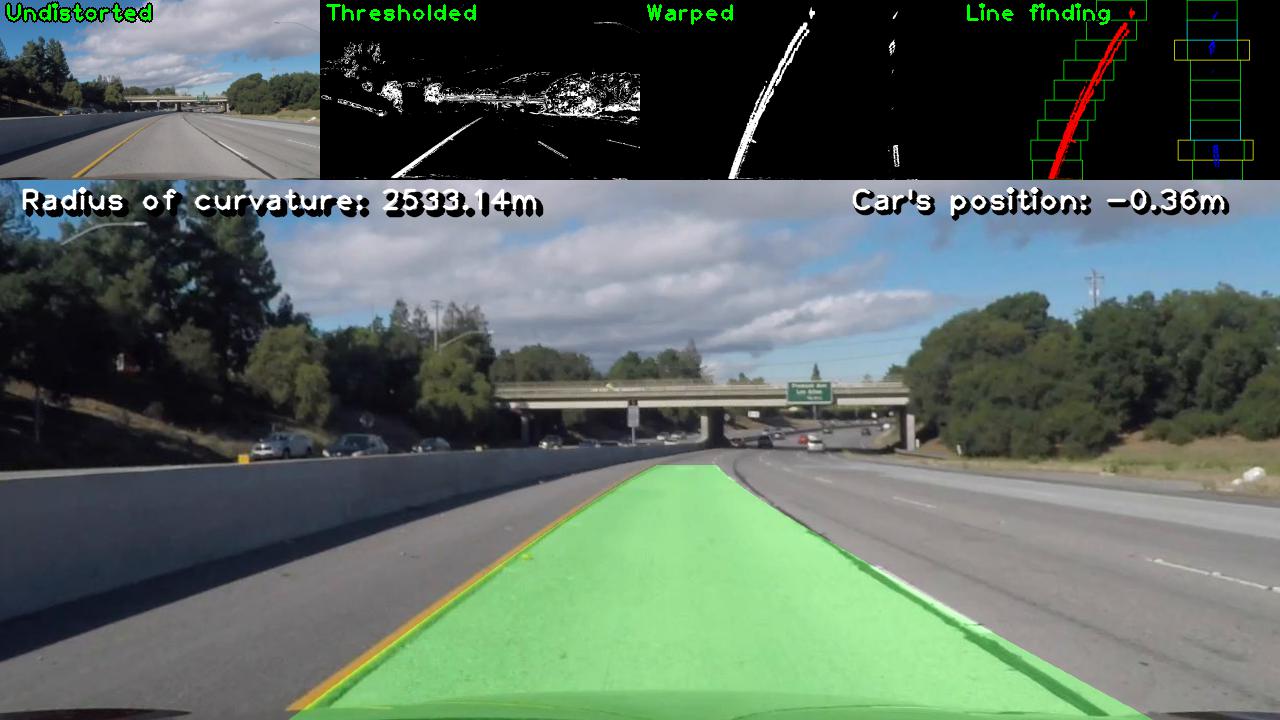 Undistorted
Thresholded
Warped
Line finding
Radius of curvature: 2533.14m
Car's position: -0.36m